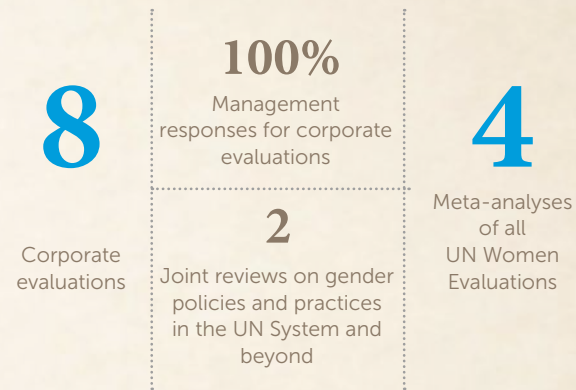 8
Corporate
evaluations
100%
Management
responses for corporate
evaluations
2
Joint reviews on gender
policies and practices
in the UN System and
beyond
4
Meta-analyses
of all
UN Women
Evaluations